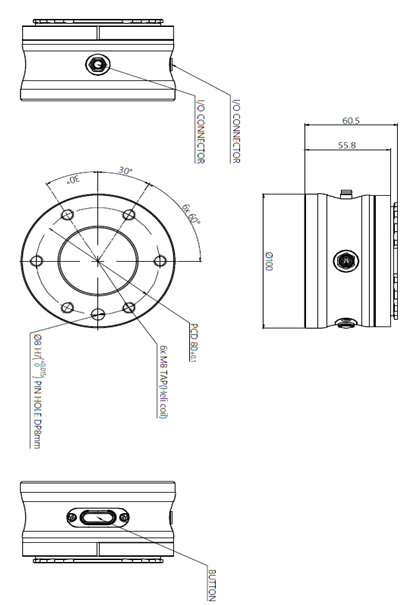 I/O CONNECTOR
I/O CONNECTOR
60.5
55.8
30°
30°
6x 60°
Ø100
PCD 80±0.1
6x M8 TAP(Heli coil)
Ø8 H7(+0.015 0) PIN HOLE DP8mm
BUTTON